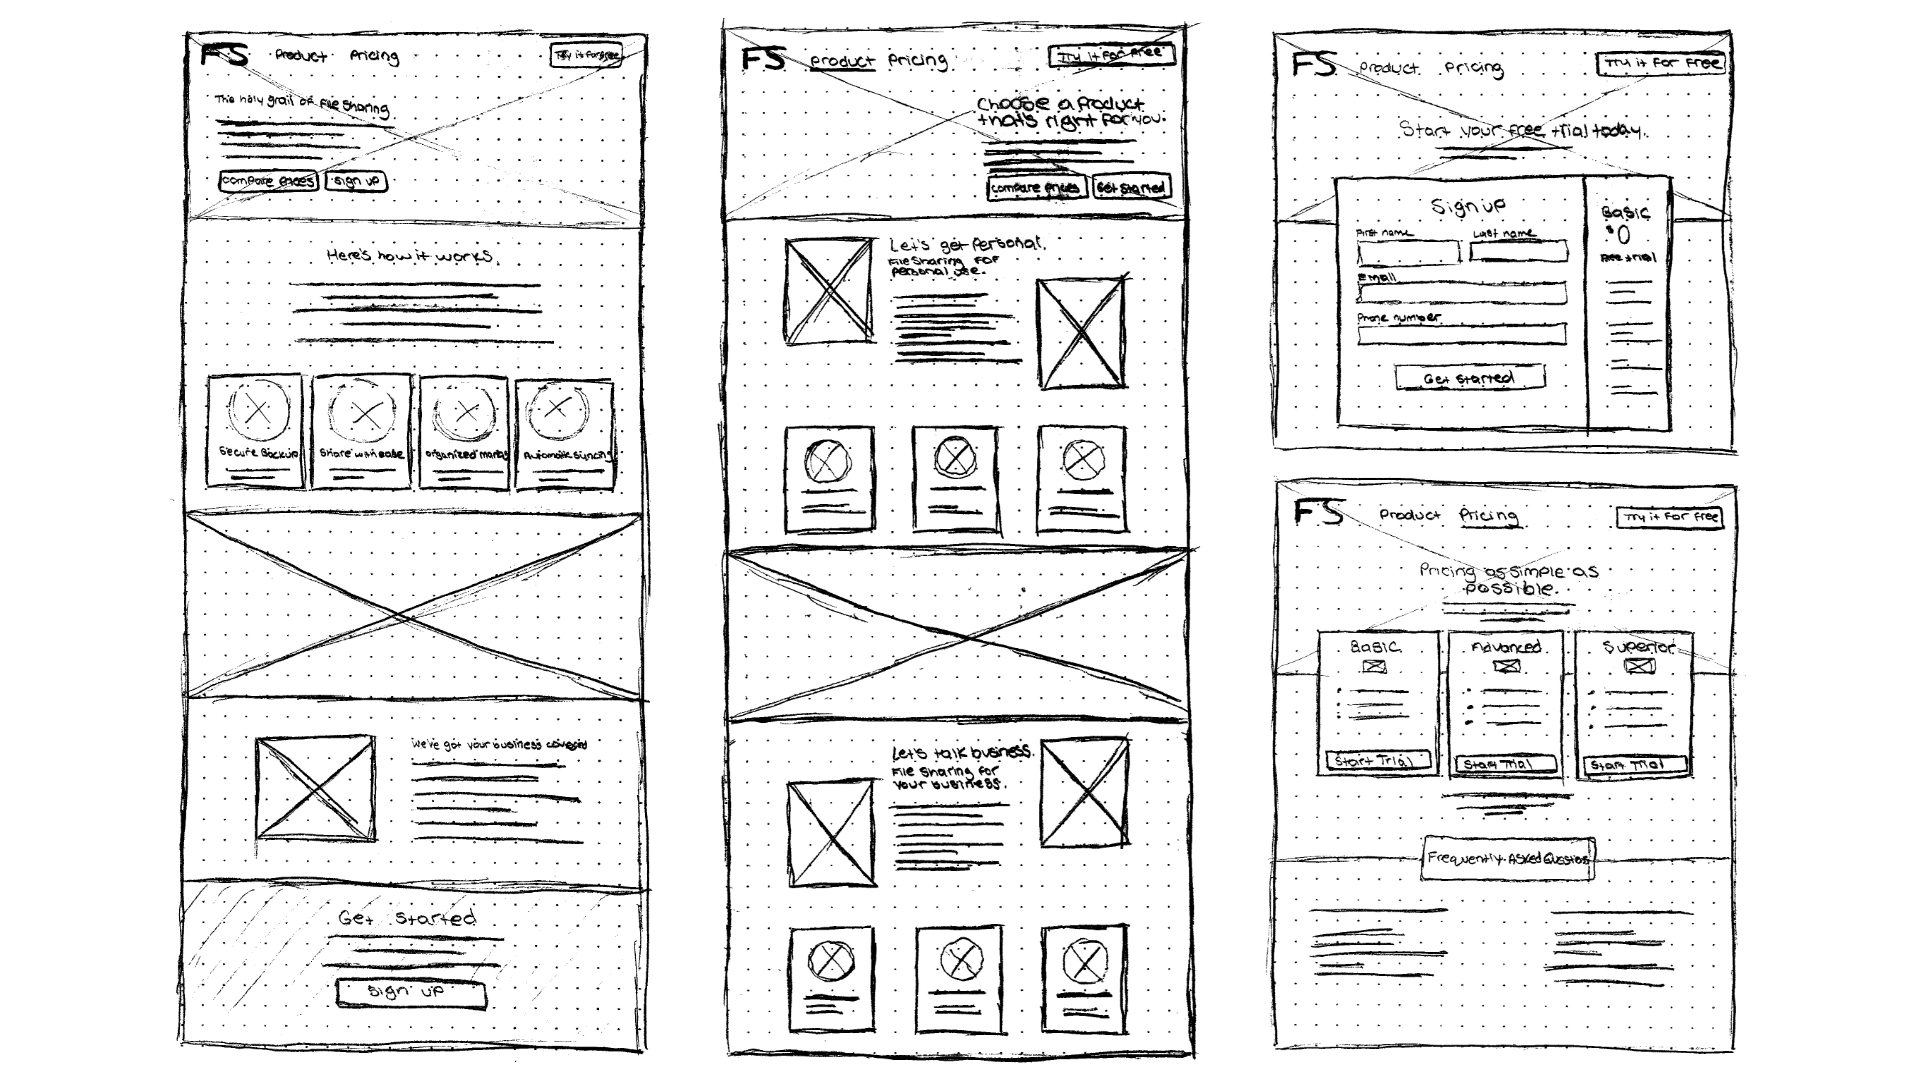 FS Product Pricing Try it For Free
The holy grail of File Sharing
Compare Prices Sign up
Here's how it works.
Secure Backup Share with ease Organized Automatic Syncing
We've got your business covered
Get Started
Sign up
FS Product Pricing Try it For Free
Choose a Product
that's right for you.
Compare Prices Get Started
Let's get Personal.
File Sharing For
Personal use.
Let's talk business.
File Sharing for
your business.
FS Product Pricing Try it For Free
Start your free trial today.
Sign up
First name Last name
Email
Phone number
Get Started
Basic
$0
Free trial
FS Product Pricing Try it For Free
Pricing as simple as
possible.
Basic Advanced Superior
Start Trial Start Trial Start Trial
Frequently Asked